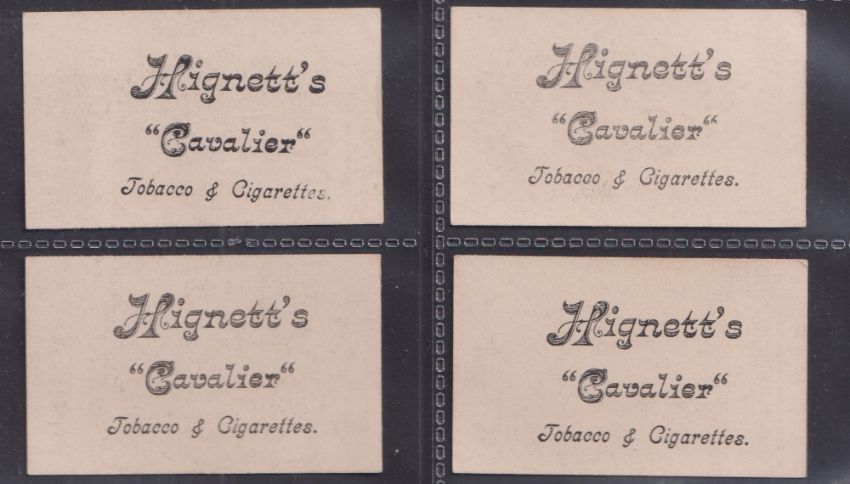 Hignett's
“Cavalier“
Tobacco & Cigarettes.
Hignett's
“Cavalier“
Tobacco & Cigarettes.
Hignett's
“Cavalier“
Tobacco & Cigarettes.
Hignett's
“Cavalier“
Tobacco & Cigarettes.